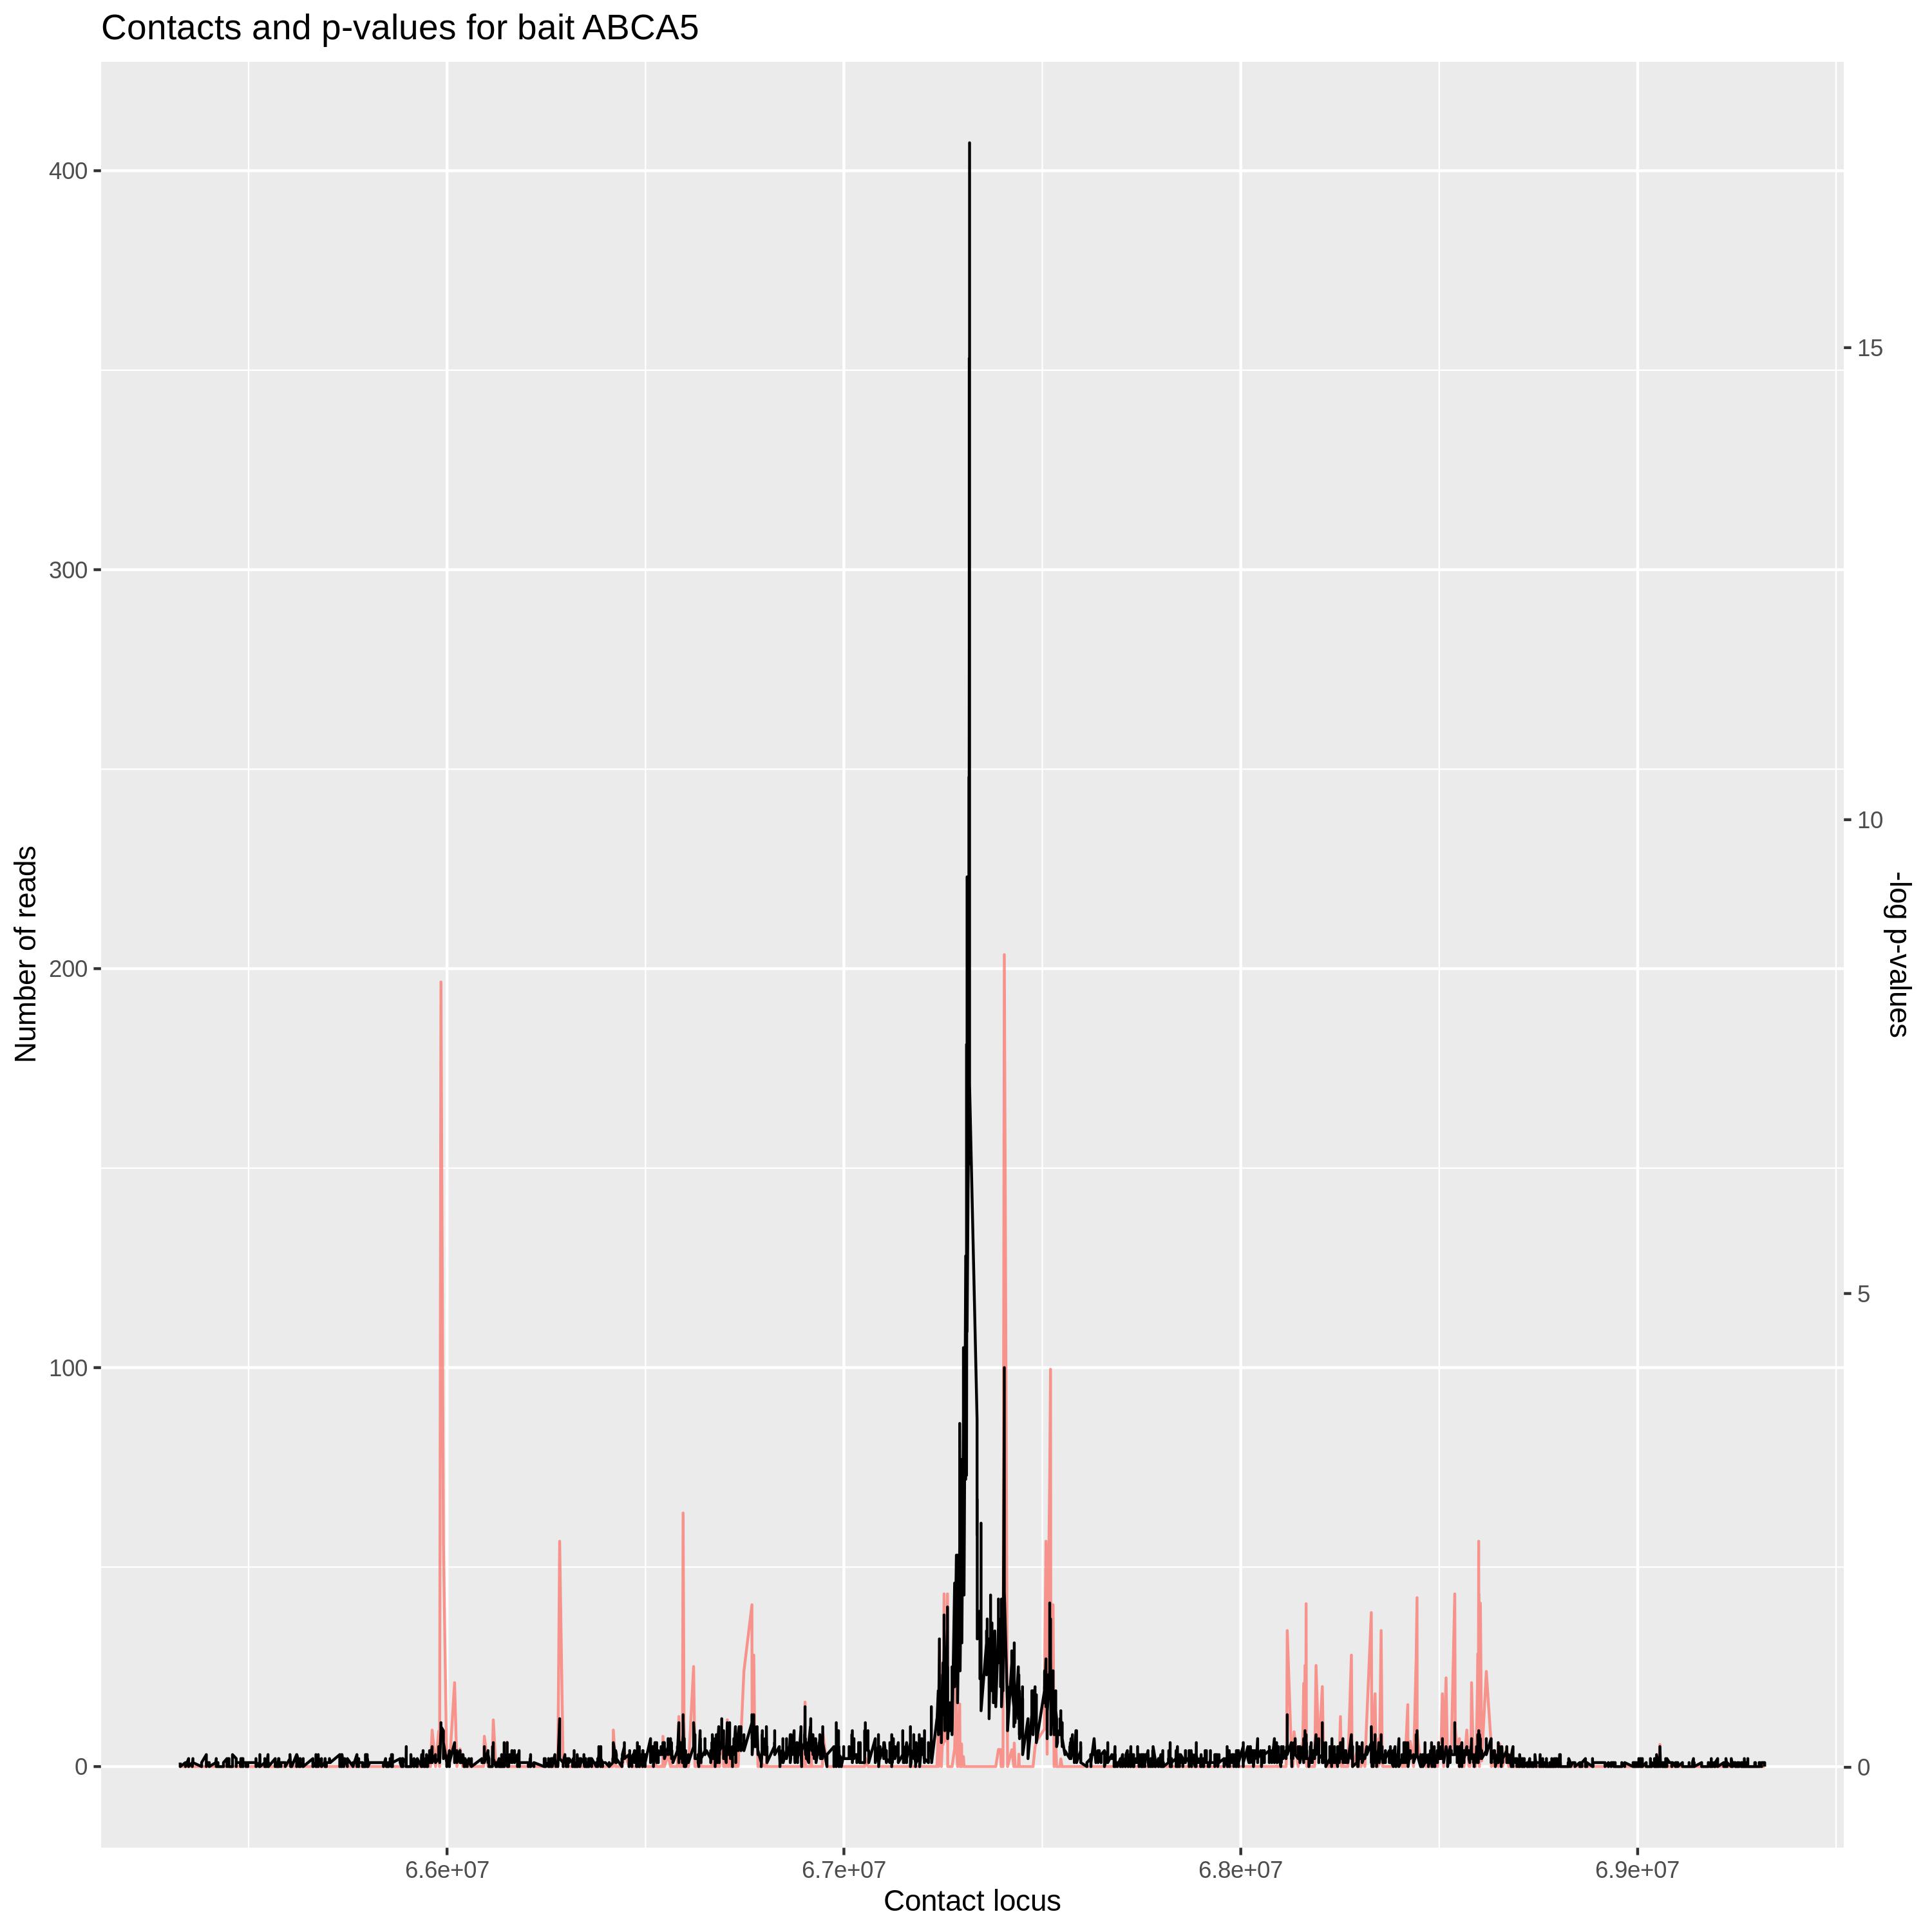 Contacts and p-values for bait ABCA5
400
300
200
100
0
Number of reads
15
10
5
0
-log p-values
6.6e+07
6.7e+07
6.8e+07
6.9e+07
Contact locus